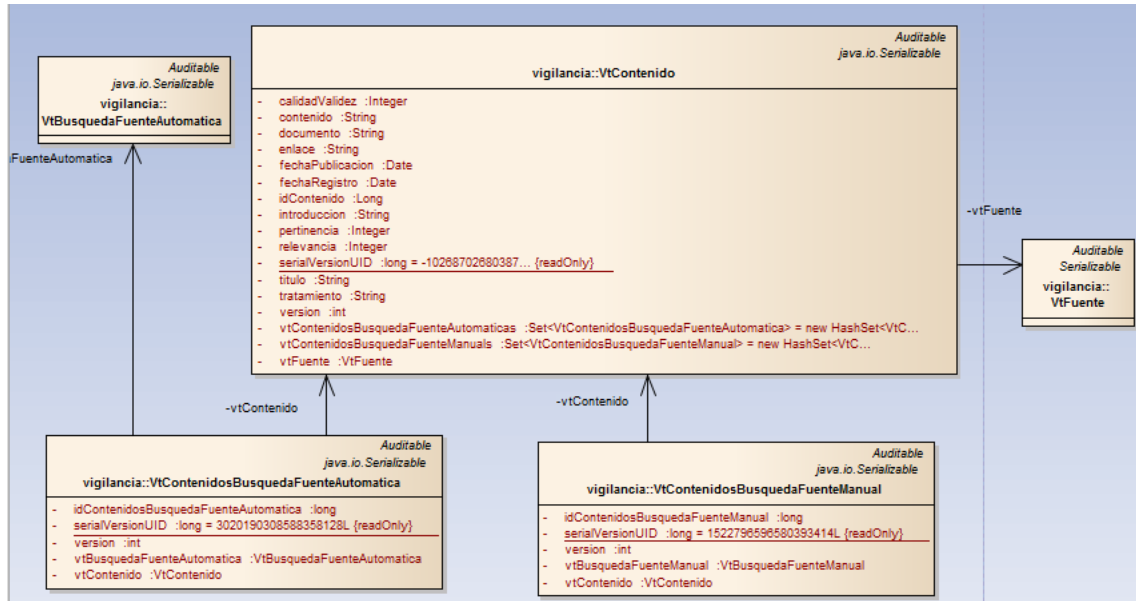 Auditable
java.io.Serializable
vigilancia::
VtBusquedaFuenteAutomatica
FuenteAutomatica
Auditable
java.io.Serializable
vigilancia::VtContenido
- calidadValidez :Integer
- contenido :String
- documento :String
- enlace :String
- fechaPublicacion :Date
- fechaRegistro :Date
- idContenido :Long
- introduccion :String
- pertinencia :Integer
- relevancia :Integer
- serialVersionUID :long = -10268702680387... {readOnly}
- titulo :String
- tratamiento :String
- version :int
- vtContenidosBusquedaFuenteAutomaticas :Set<VtContenidosBusquedaFuenteAutomatica> = new HashSet<VtC...
- vtContenidosBusquedaFuenteManuals :Set<VtContenidosBusquedaFuenteManual> = new HashSet<VtC...
- vtFuente :VtFuente
-vtFuente
Auditable
Serializable
vigilancia::
VtFuente
-vtContenido
-vtContenido
Auditable
java.io.Serializable
vigilancia::VtContenidosBusquedaFuenteAutomatica
- idContenidosBusquedaFuenteAutomatica :long
- serialVersionUID :long = 3020190308588358128L {readOnly}
- version :int
- vtBusquedaFuenteAutomatica :VtBusquedaFuenteAutomatica
- vtContenido :VtContenido
Auditable
java.io.Serializable
vigilancia::VtContenidosBusquedaFuenteManual
- idContenidosBusquedaFuenteManual :long
- serialVersionUID :long = 1522796596580393414L {readOnly}
- version :int
- vtBusquedaFuenteManual :VtBusquedaFuenteManual
- vtContenido :VtContenido